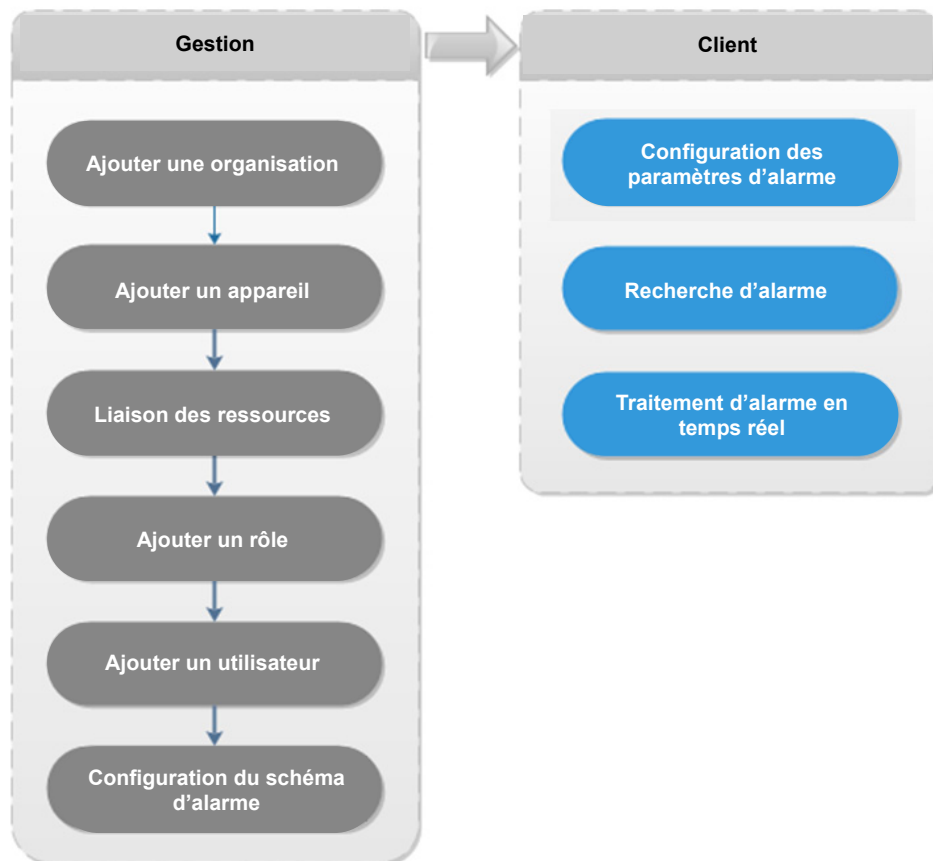 Gestion
Ajouter une organisation
Ajouter un appareil
Liaison des ressources
Ajouter un rôle
Ajouter un utilisateur
Configuration du schéma
d’alarme
Client
Configuration des
paramètres d’alarme
Recherche d’alarme
Traitement d’alarme en
temps réel